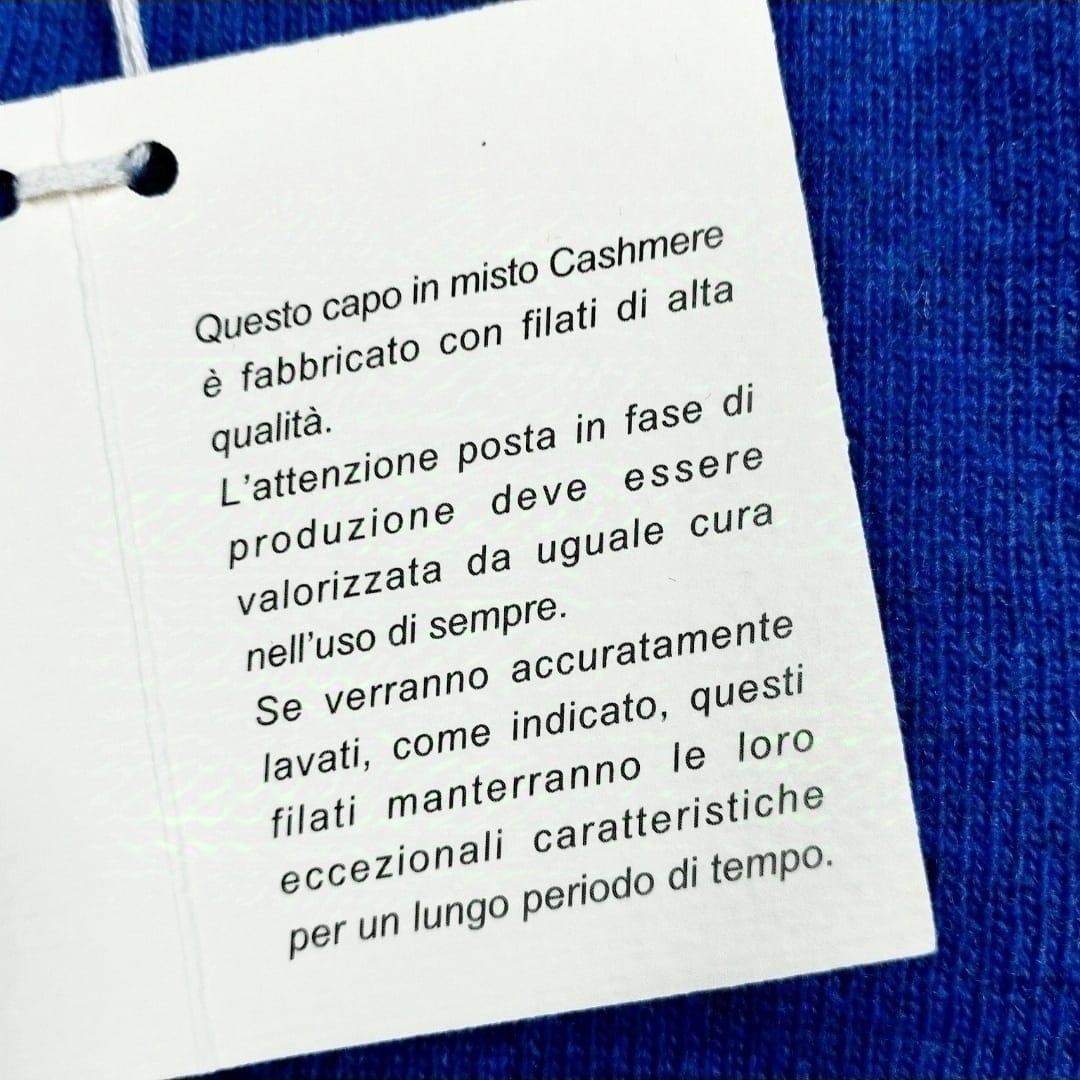 Questo capo in misto Cashmere
è fabbricato con filati di alta
qualità.
L'attenzione posta in fase di
produzione deve essere
valorizzata da uguale cura
nell'uso di sempre.
Se verranno accuratamente
lavati, come indicato, questi
filati manterranno le loro
eccezionali caratteristiche
per un lungo periodo di tempo.